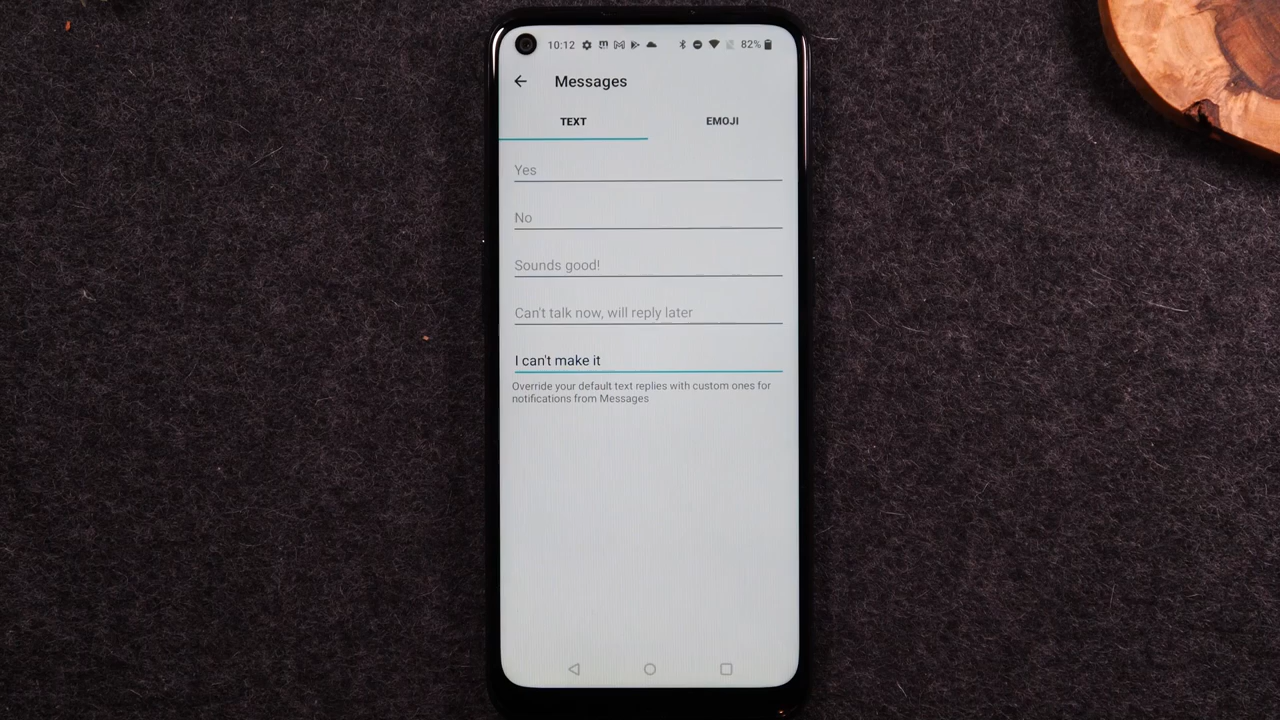 10:12 82%
Messages
TEXT EMOJI
Yes
No
Sounds good!
Can't talk now, will reply later
I can't make it
Override your default text replies with custom ones for
notifications from Messages